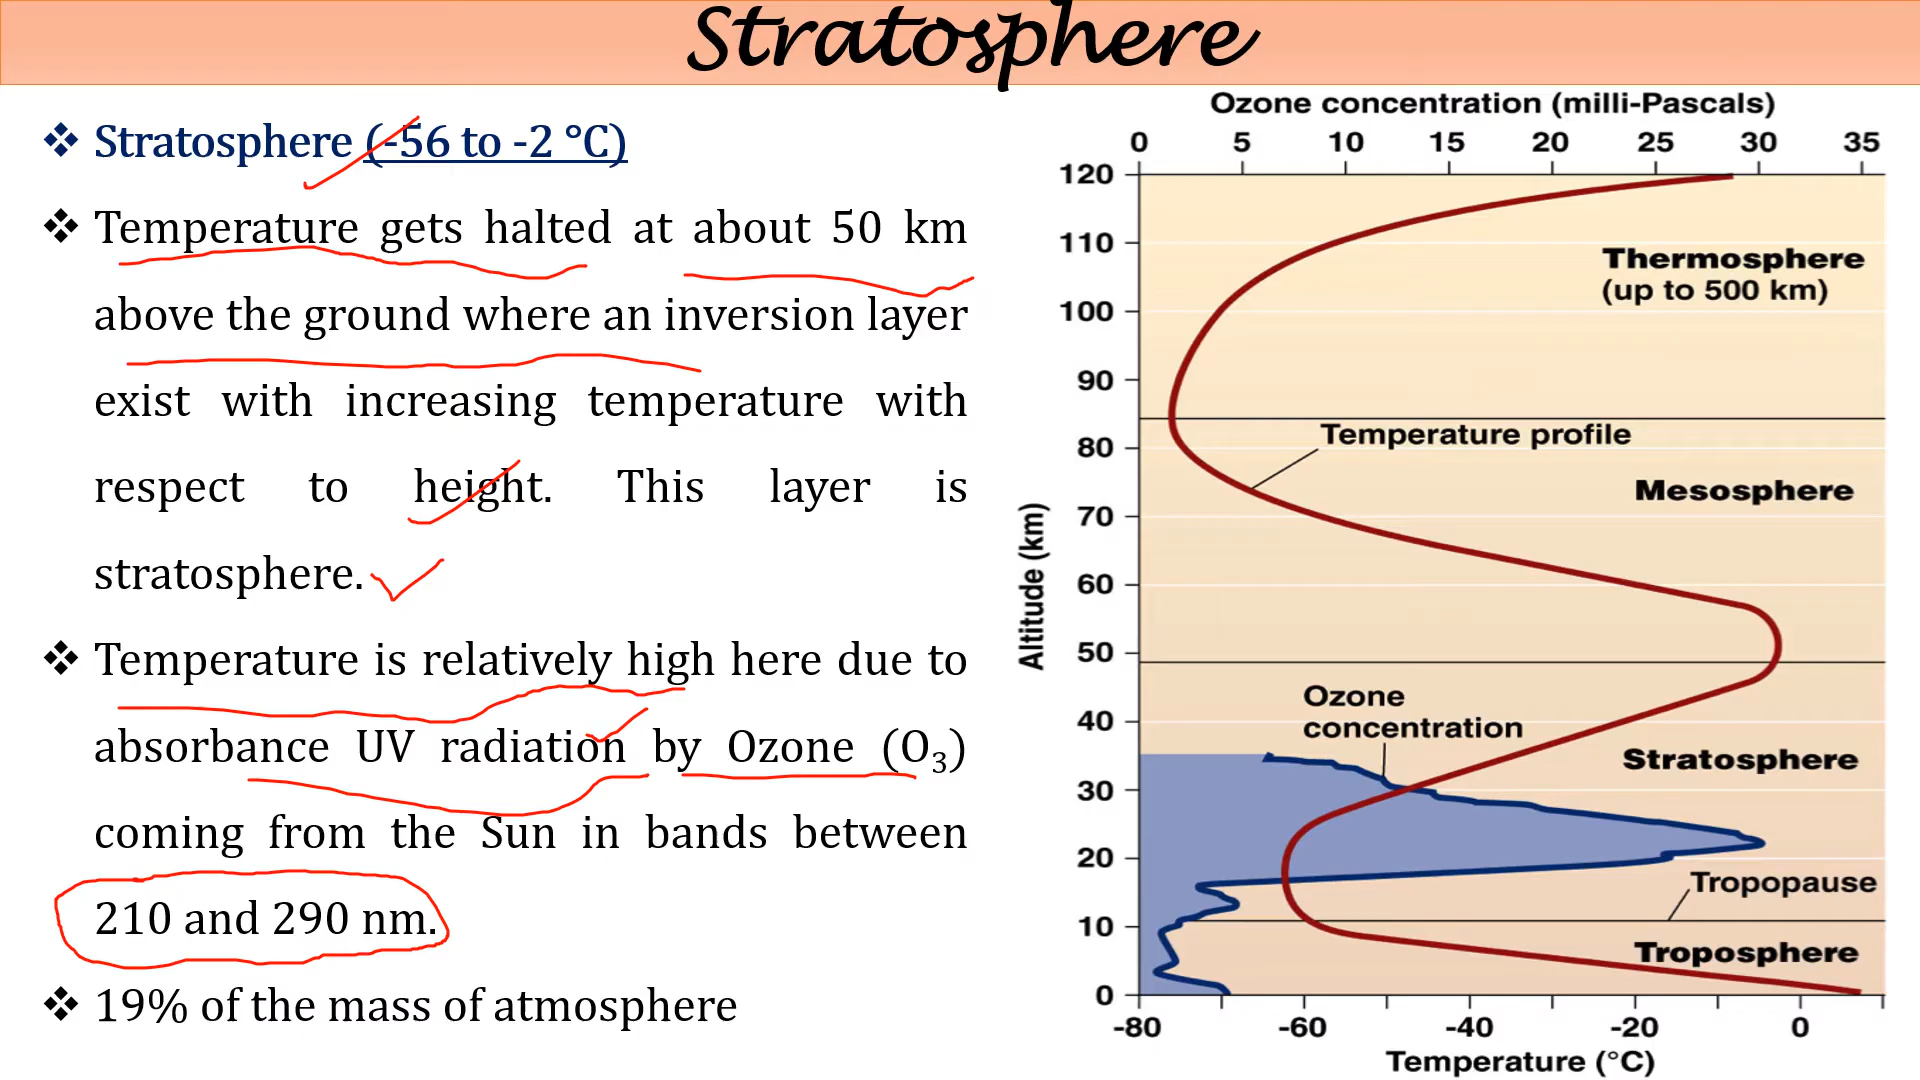 Stratosphere
❖ Stratosphere (-56 to -2 °C)
❖ Temperature gets halted at about 50 km
above the ground where an inversion layer
exist with increasing temperature with
respect to height. This layer is
stratosphere.
❖ Temperature is relatively high here due to
absorbance UV radiation by Ozone (O₃)
coming from the Sun in bands between
210 and 290 nm.
❖ 19% of the mass of atmosphere
Ozone concentration (milli-Pascals)
0 5 10 15 20 25 30 35
120
110
100
90
80
70
60
50
40
30
20
10
0
Altitude (km)
Thermosphere
(up to 500 km)
Temperature profile
Mesosphere
Ozone
concentration
Stratosphere
Tropopause
Troposphere
-80 -60 -40 -20 0
Temperature (°C)